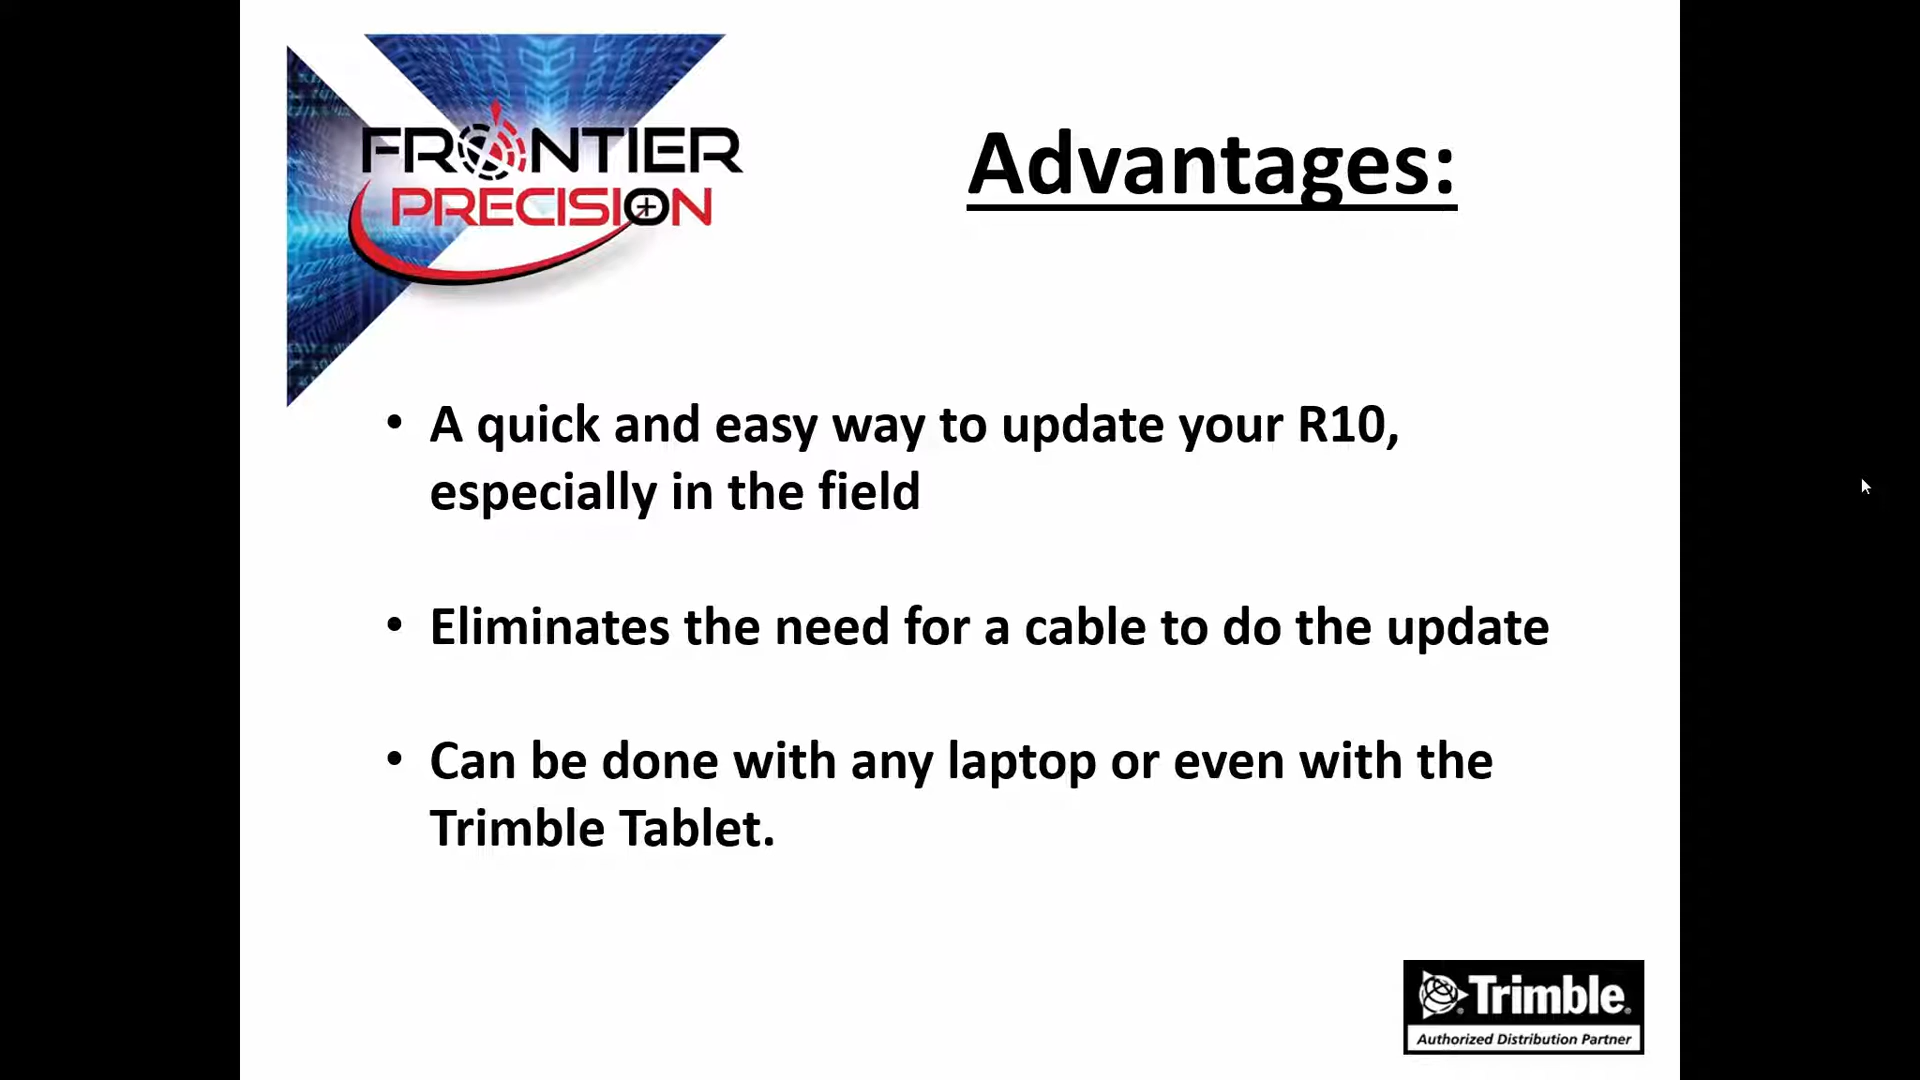 FRONTIER
PRECISION
Advantages:
• A quick and easy way to update your R10,
especially in the field
• Eliminates the need for a cable to do the update
• Can be done with any laptop or even with the
Trimble Tablet.
Trimble®
Authorized Distribution Partner